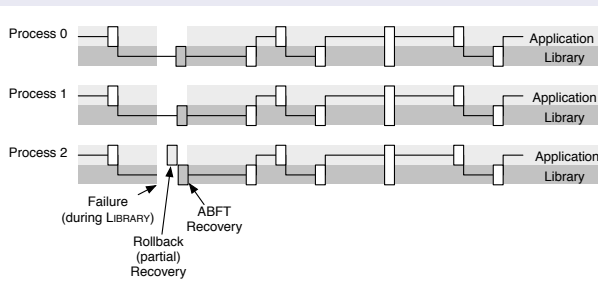 Process 0
Application
Library
Process 1
Application
Library
Process 2
Application
Library
Failure
(during LIBRARY)
ABFT
Recovery
Rollback
(partial)
Recovery